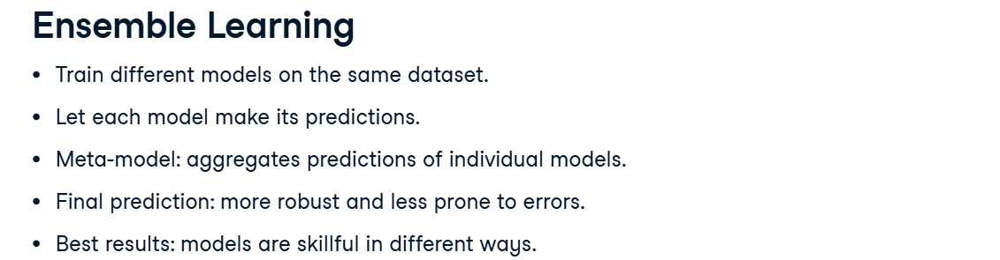 Ensemble Learning
• Train different models on the same dataset.
• Let each model make its predictions.
• Meta-model: aggregates predictions of individual models.
• Final prediction: more robust and less prone to errors.
• Best results: models are skillful in different ways.